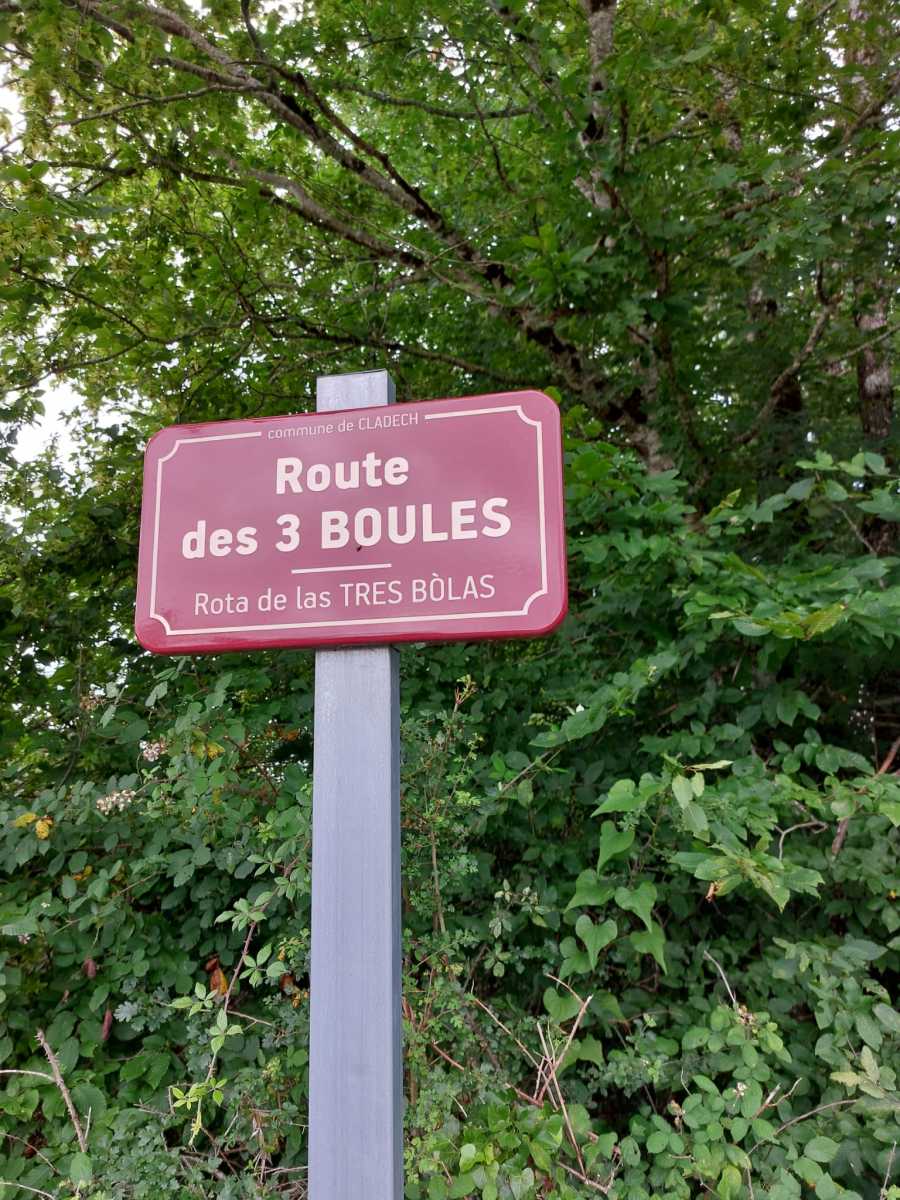 commune de CLADECH
Route
des 3 BOULES
Rota de las TRES BÒLAS